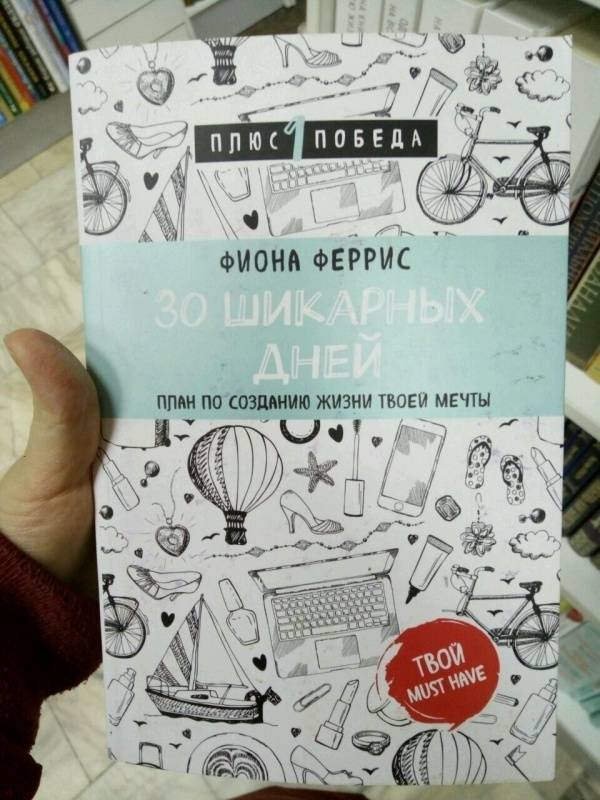 ПЛЮС 1 ПОБЕДА
ФИОНА ФЕРРИС
30 ШИКАРНЫХ
ДНЕЙ
ПЛАН ПО СОЗДАНИЮ ЖИЗНИ ТВОЕЙ МЕЧТЫ
ТВОЙ
MUST HAVE